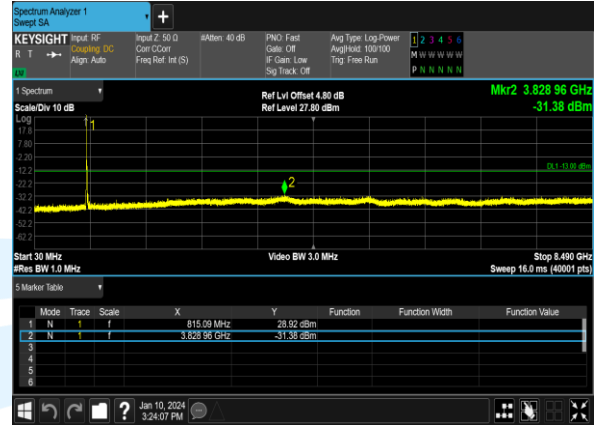 Spectrum Analyzer 1
Swept SA
KEYSIGHT Input: RF Input Z: 50 Ω #Atten: 40 dB PNO: Fast Avg Type: Log-Power 1 2 3 4 5 6
R T Coupling: DC Corr CCorr Gate: Off Avg|Hold: 100/100 M W W W W W
Align: Auto Freq Ref: Int (S) IF Gain: Low Trig: Free Run
Sig Track: Off P N N N N N
1 Spectrum Ref Lvl Offset 4.80 dB Mkr2 3.828 96 GHz
Scale/Div 10 dB Ref Level 27.80 dBm -31.38 dBm
Log
17.8
7.80
-2.20
-12.2
-22.2
-32.2
-42.2
-52.2
-62.2
1
2
DL1 -13.00 dBm
Start 30 MHz Video BW 3.0 MHz Stop 8.490 GHz
#Res BW 1.0 MHz Sweep 16.0 ms (40001 pts)
5 Marker Table
Mode Trace Scale X Y Function Function Width Function Value
1 N 1 f 815.09 MHz 28.92 dBm
2 N 1 f 3.828 96 GHz -31.38 dBm
3
4
5
6
? Jan 10, 2024
3:24:07 PM